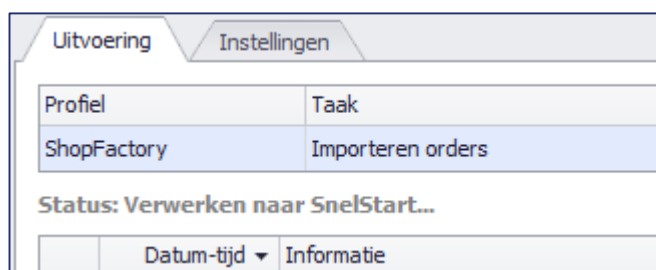 Uitvoering Instellingen
Profiel Taak
ShopFactory Importeren orders
Status: Verwerken naar SnelStart...
Datum-tijd Informatie